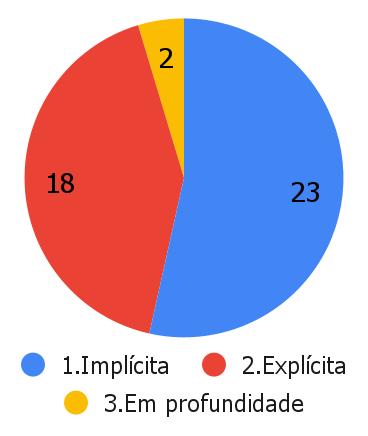 2
18
23
1.Implícita
2.Explícita
3.Em profundidade